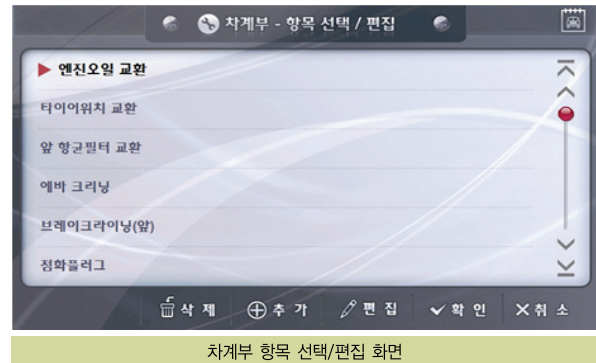 차계부 - 항목 선택 / 편집
▶ 엔진오일 교환
타이어위치 교환
앞 항균필터 교환
에바 크리닝
브레이크라이닝(앞)
점화플러그
삭 제 추 가 편 집 확 인 취 소
차계부 항목 선택/편집 화면